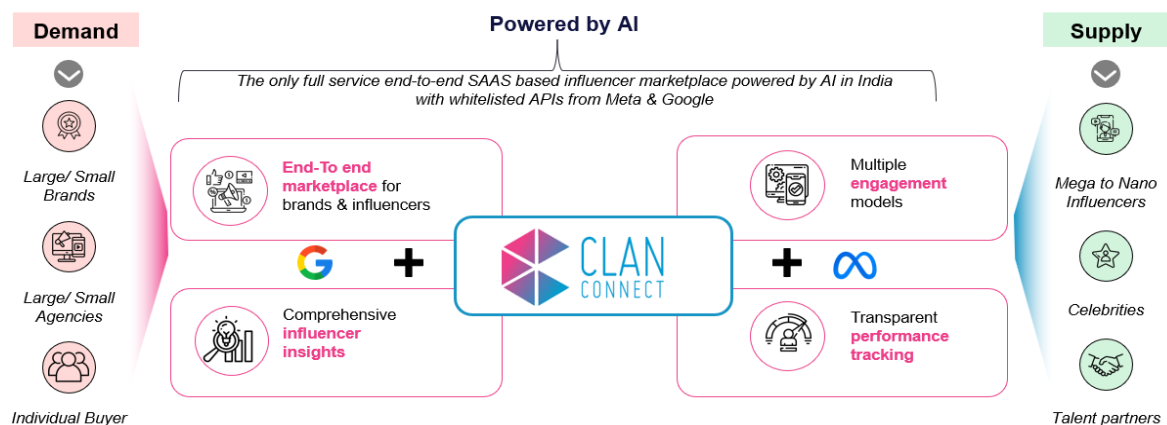 Demand
Powered by AI
Supply
The only full service end-to-end SAAS based influencer marketplace powered by AI in India
with whitelisted APIs from Meta & Google
Large/ Small
Brands
Large/ Small
Agencies
Individual Buyer
End-To end
marketplace for
brands & influencers
Multiple
engagement
models
G
CLAN
CONNECT
Comprehensive
influencer
insights
Transparent
performance
tracking
Mega to Nano
Influencers
Celebrities
Talent partners